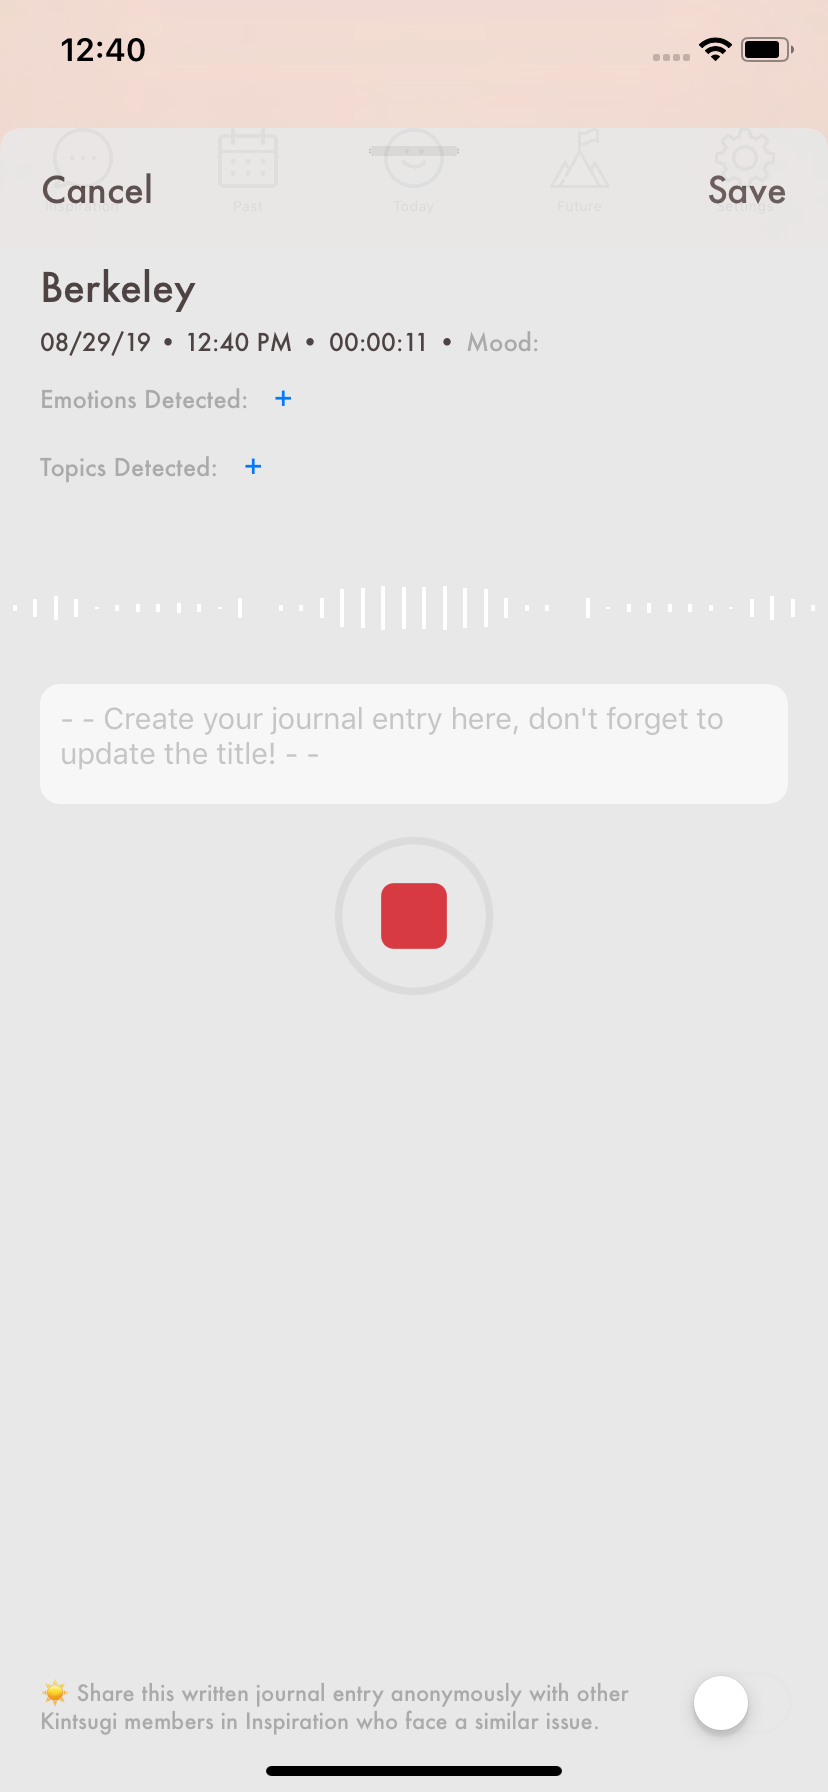 12:40
Inspiration Past Today Future Settings
Cancel Save
Berkeley
08/29/19 • 12:40 PM • 00:00:11 • Mood:
Emotions Detected: +
Topics Detected: +
- - Create your journal entry here, don't forget to
update the title! - -
☀️ Share this written journal entry anonymously with other
Kintsugi members in Inspiration who face a similar issue.